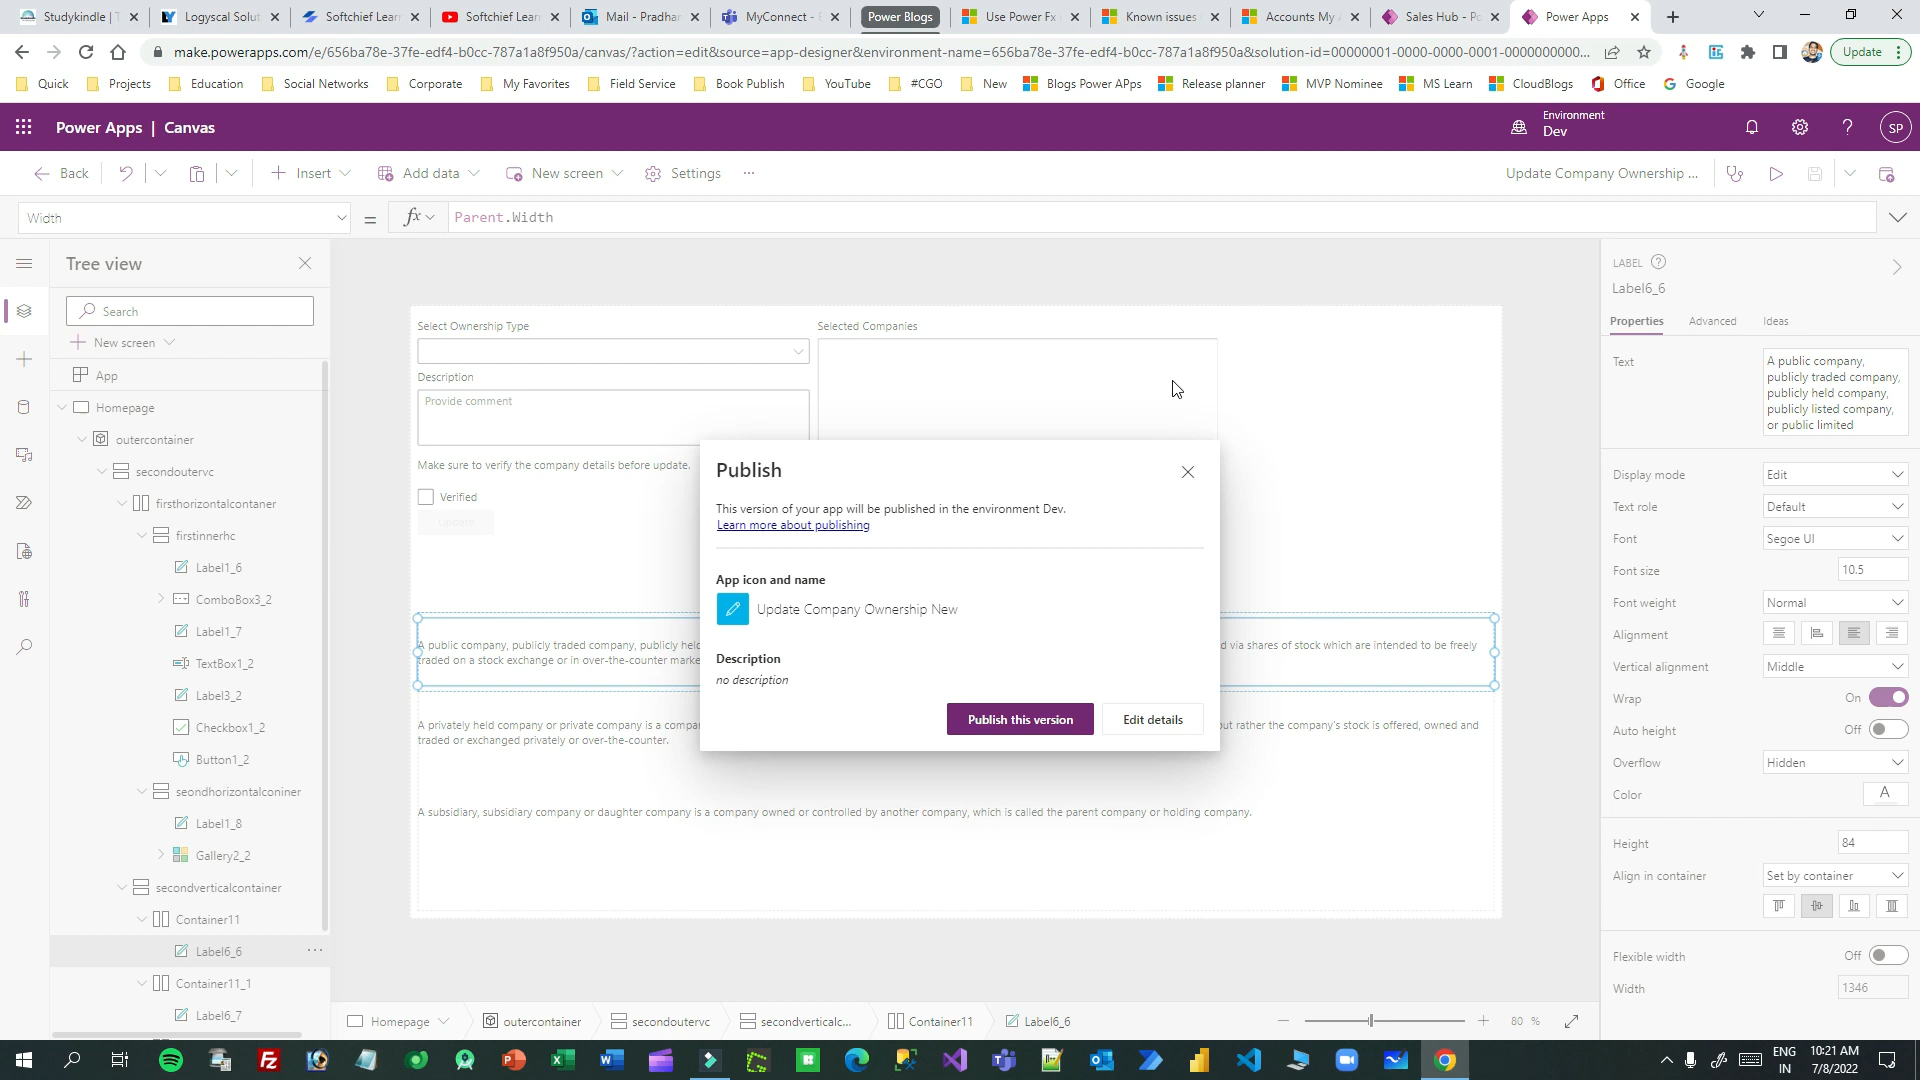 Studykindle | T
Logyscal Solut
Softchief Lear
Softchief Lear
Mail - Pradha
MyConnect -
Power Blogs
Use Power Fx
Known issues
Accounts My
Sales Hub - Po
Power Apps
make.powerapps.com/e/656ba78e-37fe-edf4-b0cc-787a1a8f950a/canvas/?action=edit&source=app-designer&environment-name=656ba78e-37fe-edf4-b0cc-787a1a8f950a&solution-id=00000001-0000-0000-0001-0000000000...
Update
Quick
Projects
Education
Social Networks
Corporate
My Favorites
Field Service
Book Publish
YouTube
#CGO
New
Blogs Power APps
Release planner
MVP Nominee
MS Learn
CloudBlogs
Office
Google
Power Apps | Canvas
Environment
Dev
SP
Back
Insert
Add data
New screen
Settings
Update Company Ownership ...
Width
=
fx
Parent.Width
Tree view
Search
New screen
App
Homepage
outercontainer
secondoutervc
firsthorizontalcontaner
firstinnerhc
Label1_6
ComboBox3_2
Label1_7
TextBox1_2
Label3_2
Checkbox1_2
Button1_2
seondhorizontalconiner
Label1_8
Gallery2_2
secondverticalcontainer
Container11
Label6_6
Container11_1
Label6_7
Select Ownership Type
Selected Companies
Description
Provide comment
Make sure to verify the company details before update.
Verified
Update
A public company, publicly traded company, publicly held
d via shares of stock which are intended to be freely
traded on a stock exchange or in over-the-counter marke
A privately held company or private company is a compan
ut rather the company's stock is offered, owned and
traded or exchanged privately or over-the-counter.
A subsidiary, subsidiary company or daughter company is a company owned or controlled by another company, which is called the parent company or holding company.
Publish
This version of your app will be published in the environment Dev.
Learn more about publishing
App icon and name
Update Company Ownership New
Description
no description
Publish this version
Edit details
LABEL
Label6_6
Properties
Advanced
Ideas
Text
A public company,
publicly traded company,
publicly held company,
publicly listed company,
or public limited
Display mode
Edit
Text role
Default
Font
Segoe UI
Font size
10.5
Font weight
Normal
Alignment
Vertical alignment
Middle
Wrap
On
Auto height
Off
Overflow
Hidden
Color
A
Height
84
Align in container
Set by container
Flexible width
Off
Width
1346
Homepage
outercontainer
secondoutervc
secondverticalc...
Container11
Label6_6
80 %
ENG
IN
10:21 AM
7/8/2022